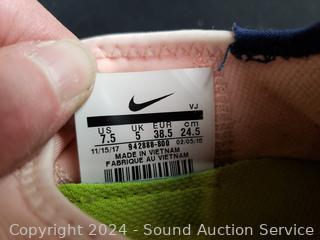 VJ
US UK EUR cm
7.5 5 38.5 24.5
11/15/17 942888-600 02/05/18
MADE IN VIETNAM
FABRIQUE AU VIETNAM
Copyright 2024 - Sound Auction Service